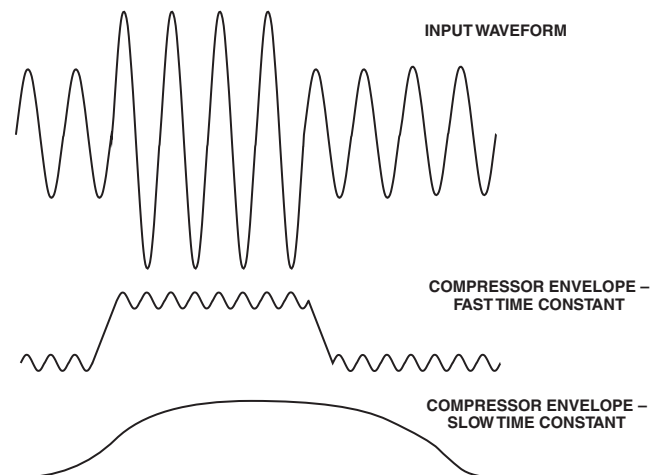 INPUT WAVEFORM
COMPRESSOR ENVELOPE –
FAST TIME CONSTANT
COMPRESSOR ENVELOPE –
SLOW TIME CONSTANT